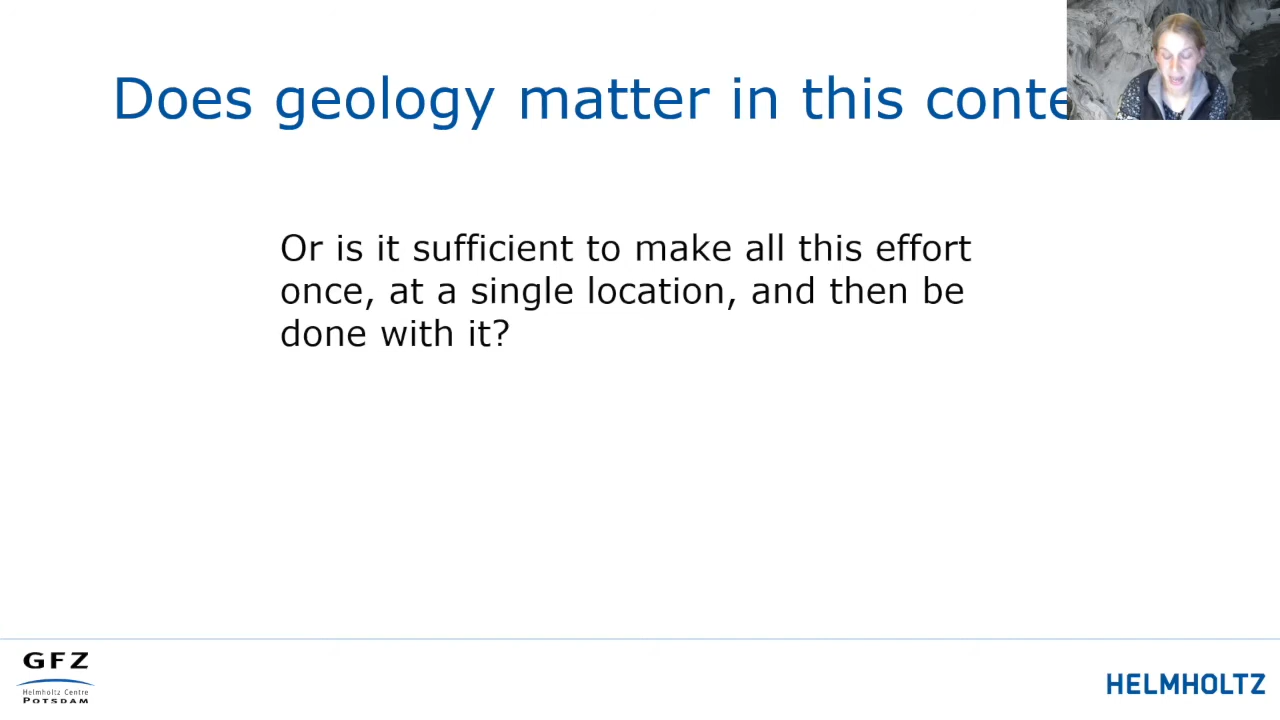 Does geology matter in this conte
Or is it sufficient to make all this effort
once, at a single location, and then be
done with it?
GFZ
Helmholtz Centre
POTSDAM
HELMHOLTZ